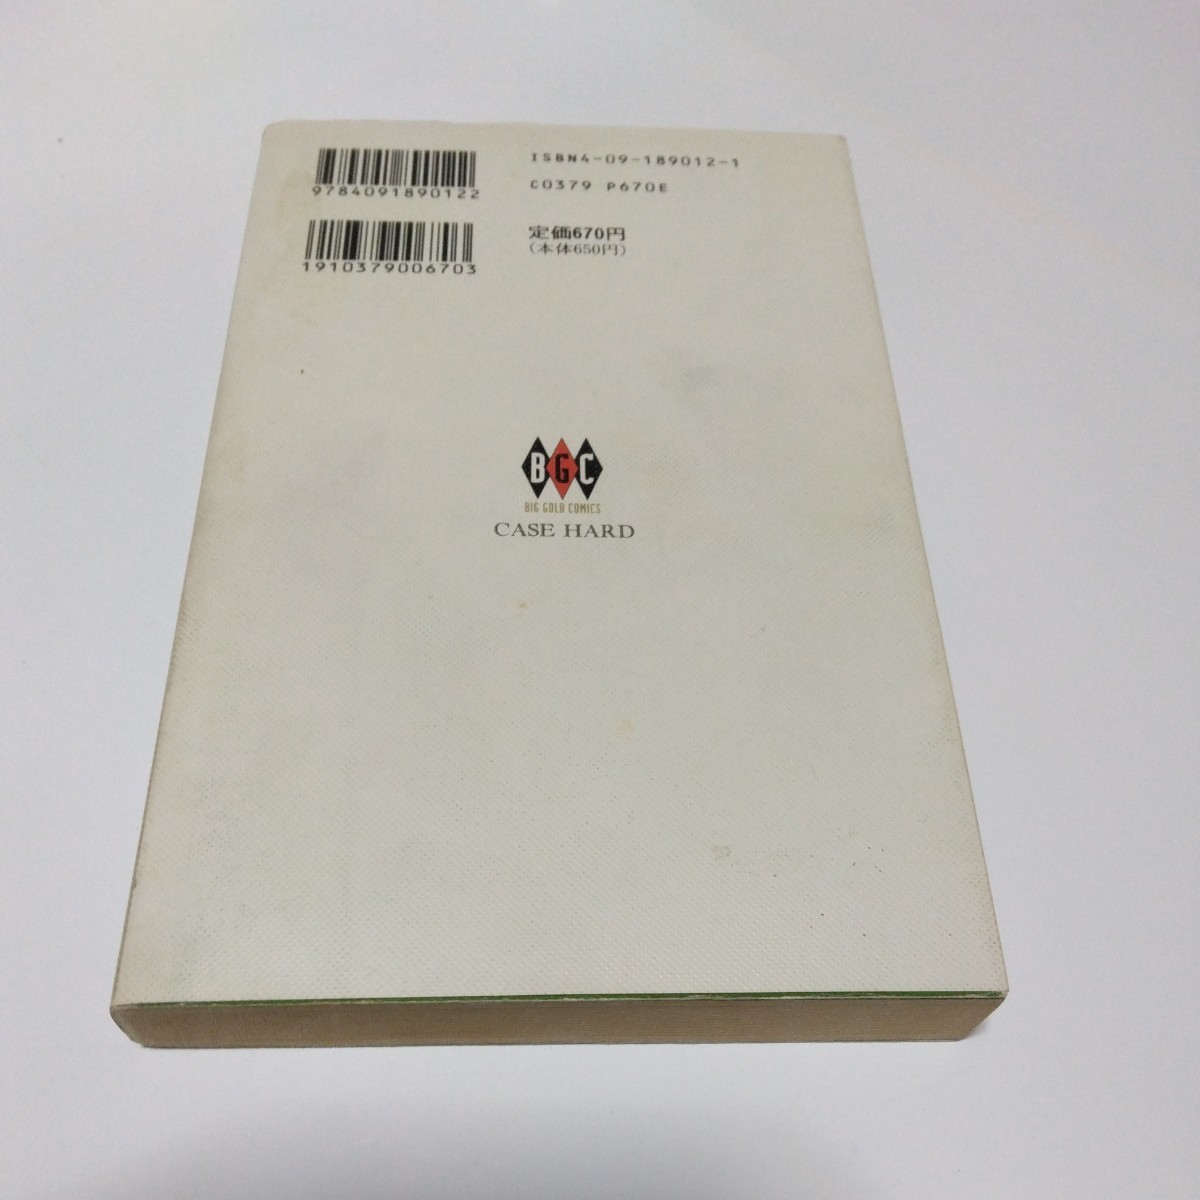 9784091890122
ISBN4-09-189012-1
C0379 P670E
1910379006703
定価670円
(本体650円)
BGC
BIG GOLD COMICS
CASE HARD